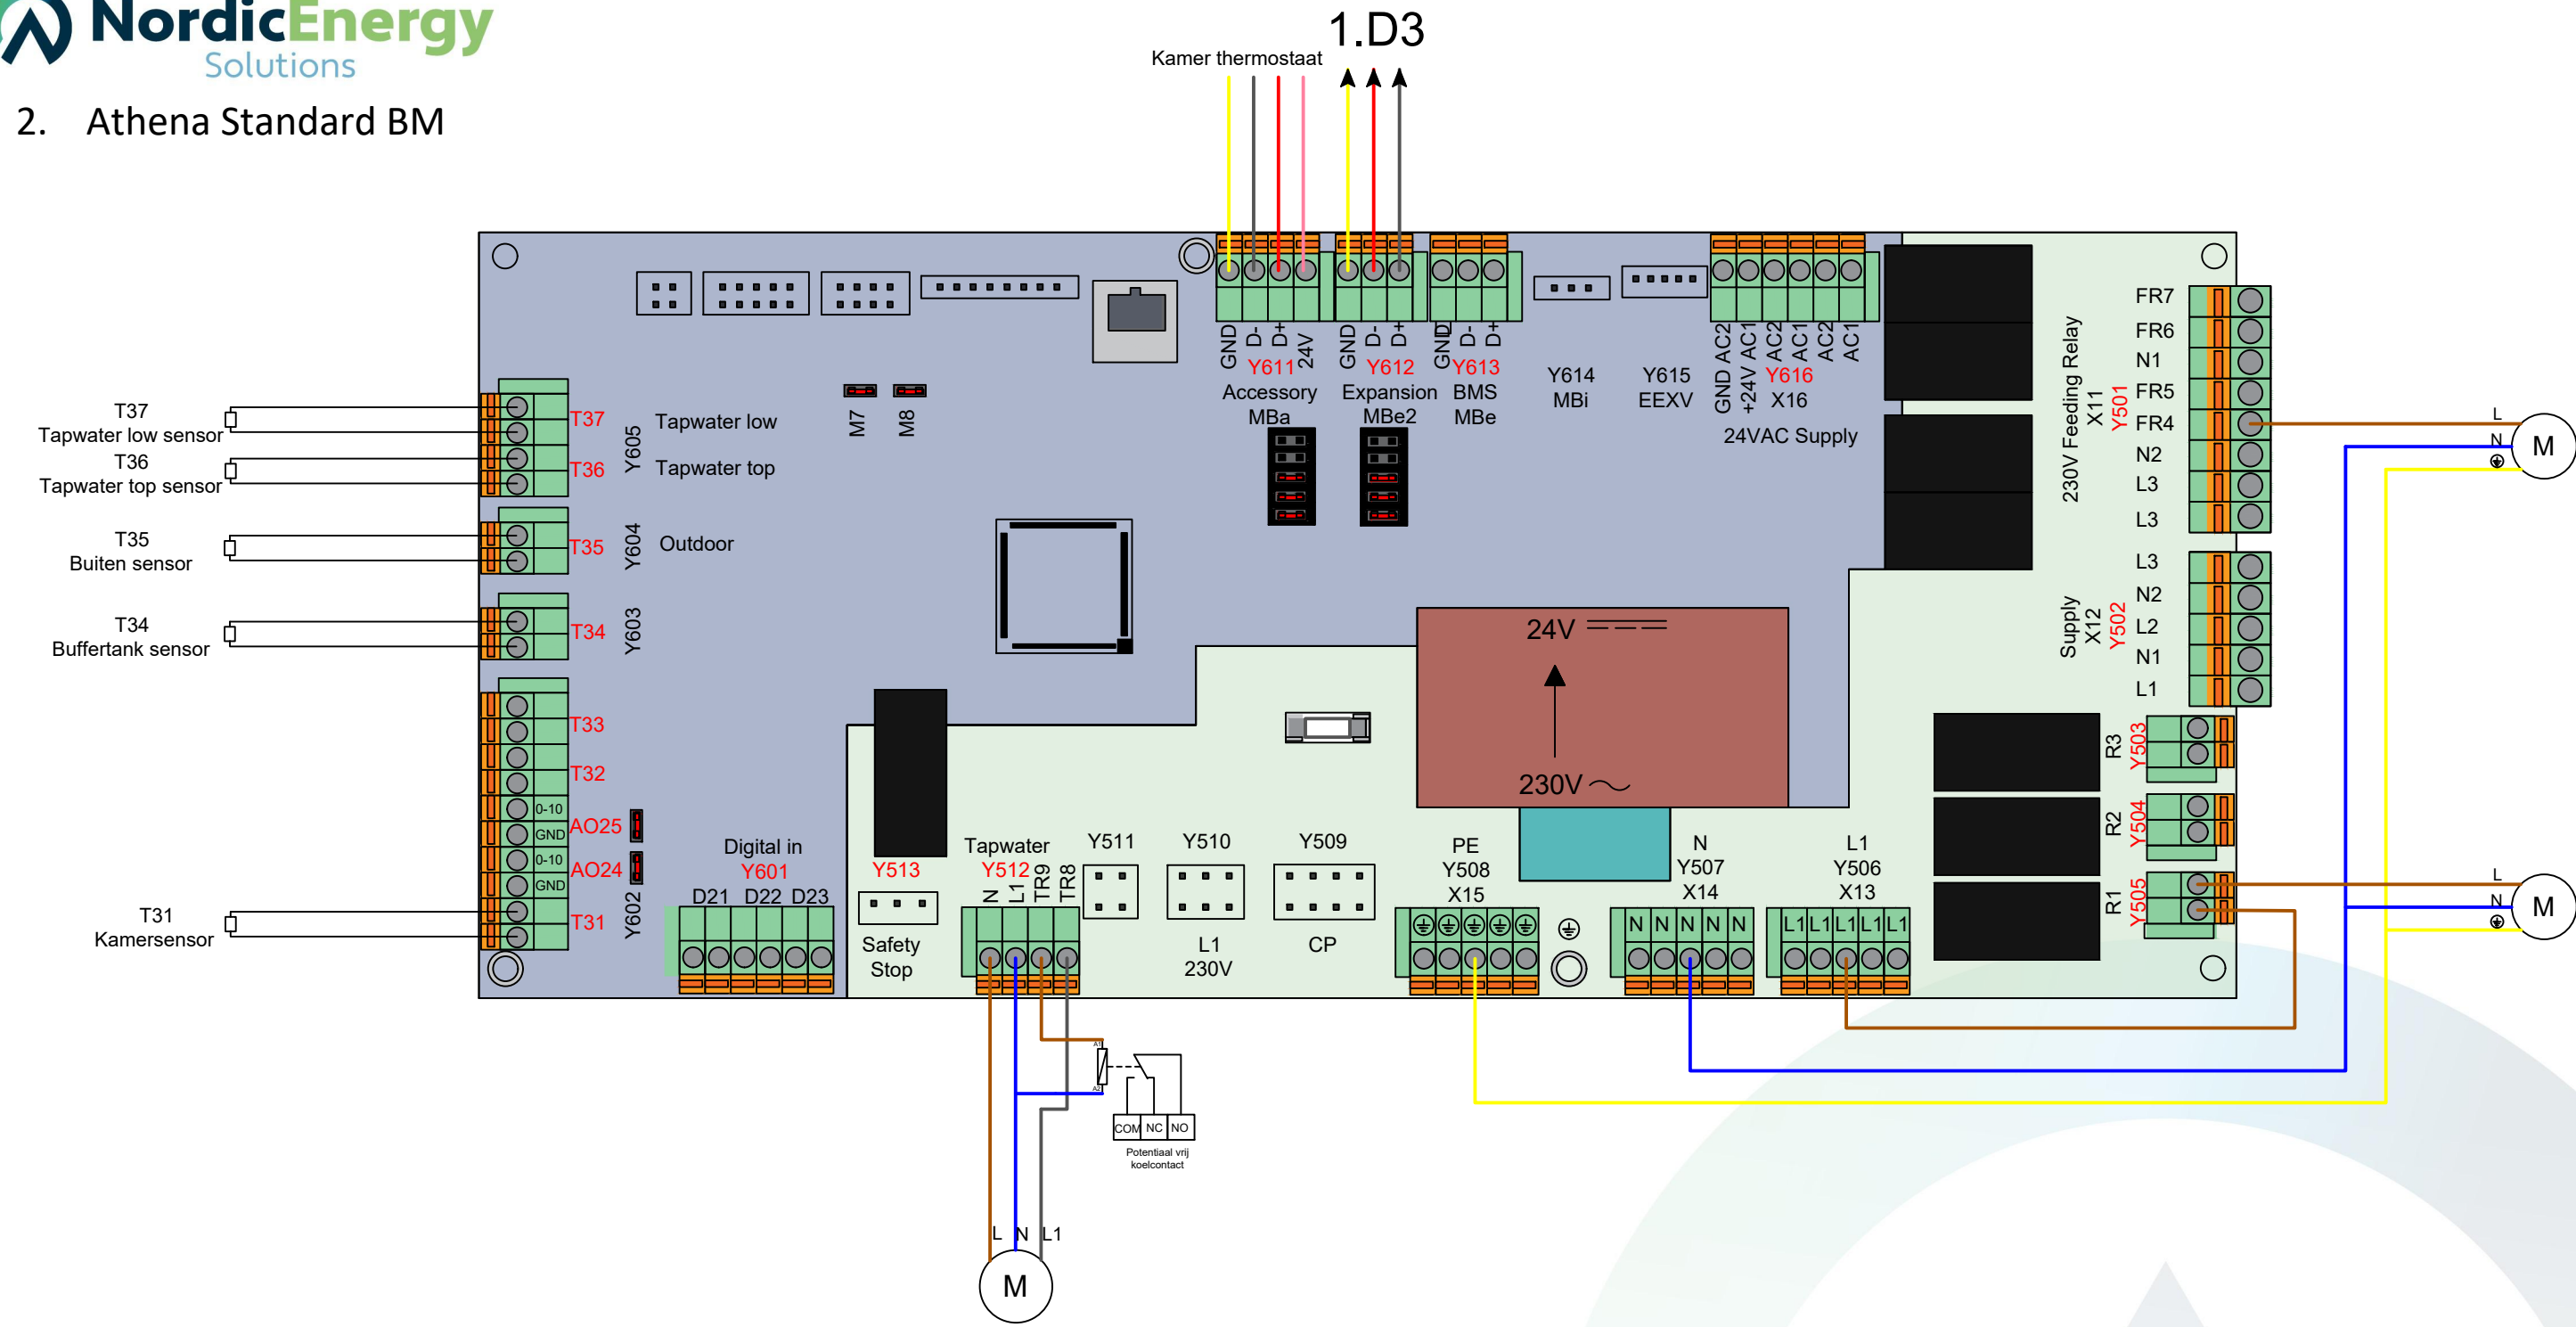 NordicEnergy
Solutions
2. Athena Standard BM
1.D3
Kamer thermostaat
GND
D-
D+
24V
Y611
Accessory
MBa
GND
D-
D+
Y612
Expansion
MBe2
GND
D-
D+
Y613
BMS
MBe
Y614
MBi
Y615
EEXV
GND AC2
+24V AC1
AC2
AC1
AC2
AC1
Y616
X16
24VAC Supply
M7
M8
T37
Tapwater low sensor
T36
Tapwater top sensor
T35
Buiten sensor
T34
Buffertank sensor
T31
Kamersensor
T37
T36
Y605
Tapwater low
Tapwater top
T35
Y604
Outdoor
T34
Y603
T33
T32
0-10
GND
AO25
0-10
GND
AO24
T31
Y602
Digital in
Y601
D21 D22 D23
Y513
Safety
Stop
Tapwater
Y512
N
L1
TR9
TR8
Y511
Y510
L1
230V
Y509
CP
24V
230V
PE
Y508
X15
N
Y507
X14
N N N N N
L1
Y506
X13
L1 L1 L1 L1 L1
230V Feeding Relay
X11
Y501
FR7
FR6
N1
FR5
FR4
N2
L3
L3
Supply
X12
Y502
L3
N2
L2
N1
L1
R3
Y503
R2
Y504
R1
Y505
L
N
M
L
N
M
A1
A2
COM NC NO
Potentiaal vrij
koelcontact
L N L1
M